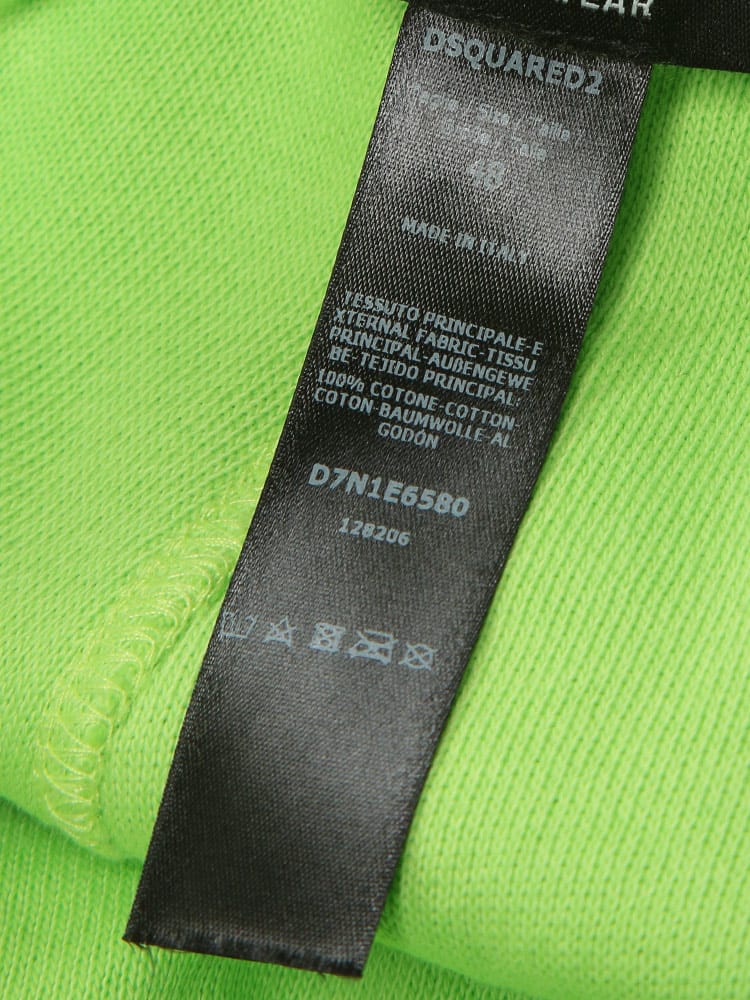 WEAR
DSQUARED2
48
MADE IN ITALY
TESSUTO PRINCIPALE-E
XTERNAL FABRIC-TISSU
PRINCIPAL-AUßENGEWE
BE-TEJIDO PRINCIPAL:
100% COTONE-COTTON-
COTON-BAUMWOLLE-AL
GODÓN
D7N1E6580
128206